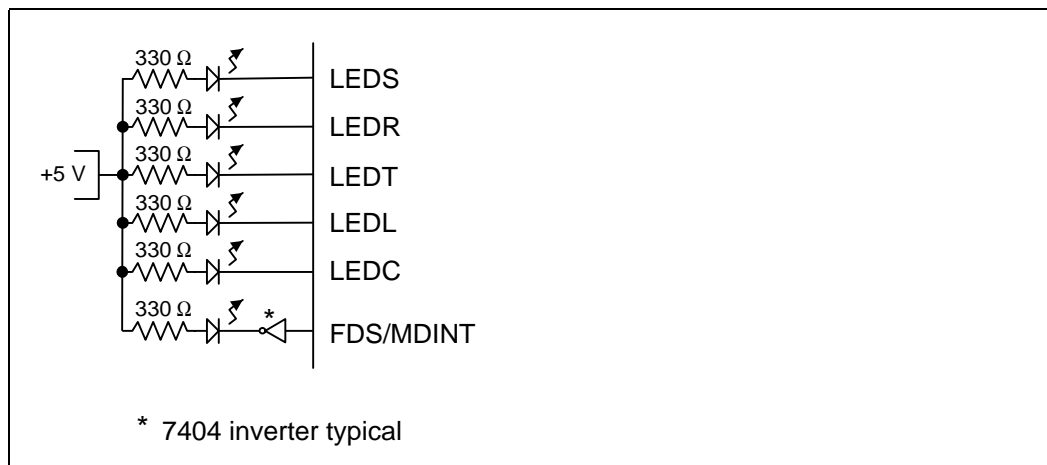 330 Ω
LEDS
330 Ω
LEDR
330 Ω
+5 V
LEDT
330 Ω
LEDL
330 Ω
LEDC
330 Ω
*
FDS/MDINT
* 7404 inverter typical